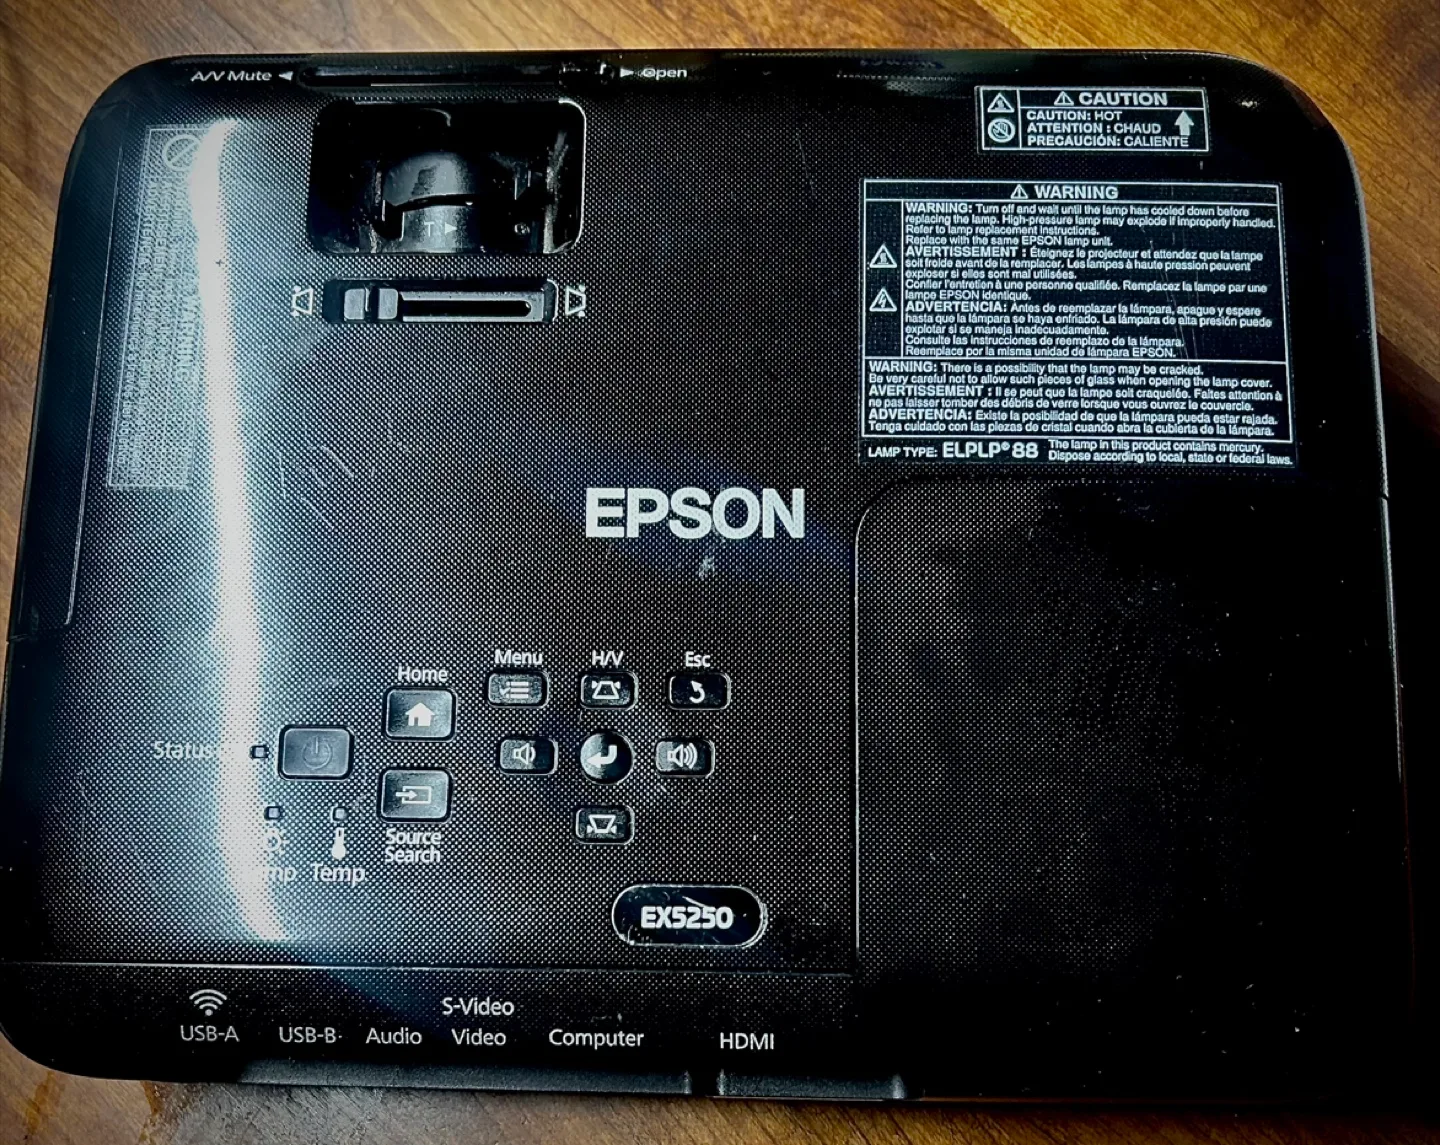 A/V Mute ◀
▶ Open
⚠ CAUTION
CAUTION: HOT
ATTENTION : CHAUD
PRECAUCIÓN: CALIENTE
⚠ WARNING
WARNING: Turn off and wait until the lamp has cooled down before
replacing the lamp. High-pressure lamp may explode if improperly handled.
Refer to lamp replacement instructions.
Replace with the same EPSON lamp unit.
AVERTISSEMENT : Éteignez le projecteur et attendez que la lampe
soit froide avant de la remplacer. Les lampes à haute pression peuvent
exploser si elles sont mal utilisées.
Confier l'entretien à une personne qualifiée. Remplacez la lampe par une
lampe EPSON identique.
ADVERTENCIA: Antes de reemplazar la lámpara, apague y espere
hasta que la lámpara se haya enfriado. La lámpara de alta presión puede
explotar si se maneja inadecuadamente.
Consulte las instrucciones de reemplazo de la lámpara.
Reemplace por la misma unidad de lámpara EPSON.
WARNING: There is a possibility that the lamp may be cracked.
Be very careful not to allow such pieces of glass when opening the lamp cover.
AVERTISSEMENT : Il se peut que la lampe soit craquelée. Faites attention à
ne pas laisser tomber des débris de verre lorsque vous ouvrez le couvercle.
ADVERTENCIA: Existe la posibilidad de que la lámpara pueda estar rajada.
Tenga cuidado con las piezas de cristal cuando abra la cubierta de la lámpara.
LAMP TYPE: ELPLP®88 The lamp in this product contains mercury.
Dispose according to local, state or federal laws.
T ▶
EPSON
Menu H/V Esc
Home
Status
Source
Search
Temp
EX5250
S-Video
USB-A USB-B Audio Video Computer HDMI